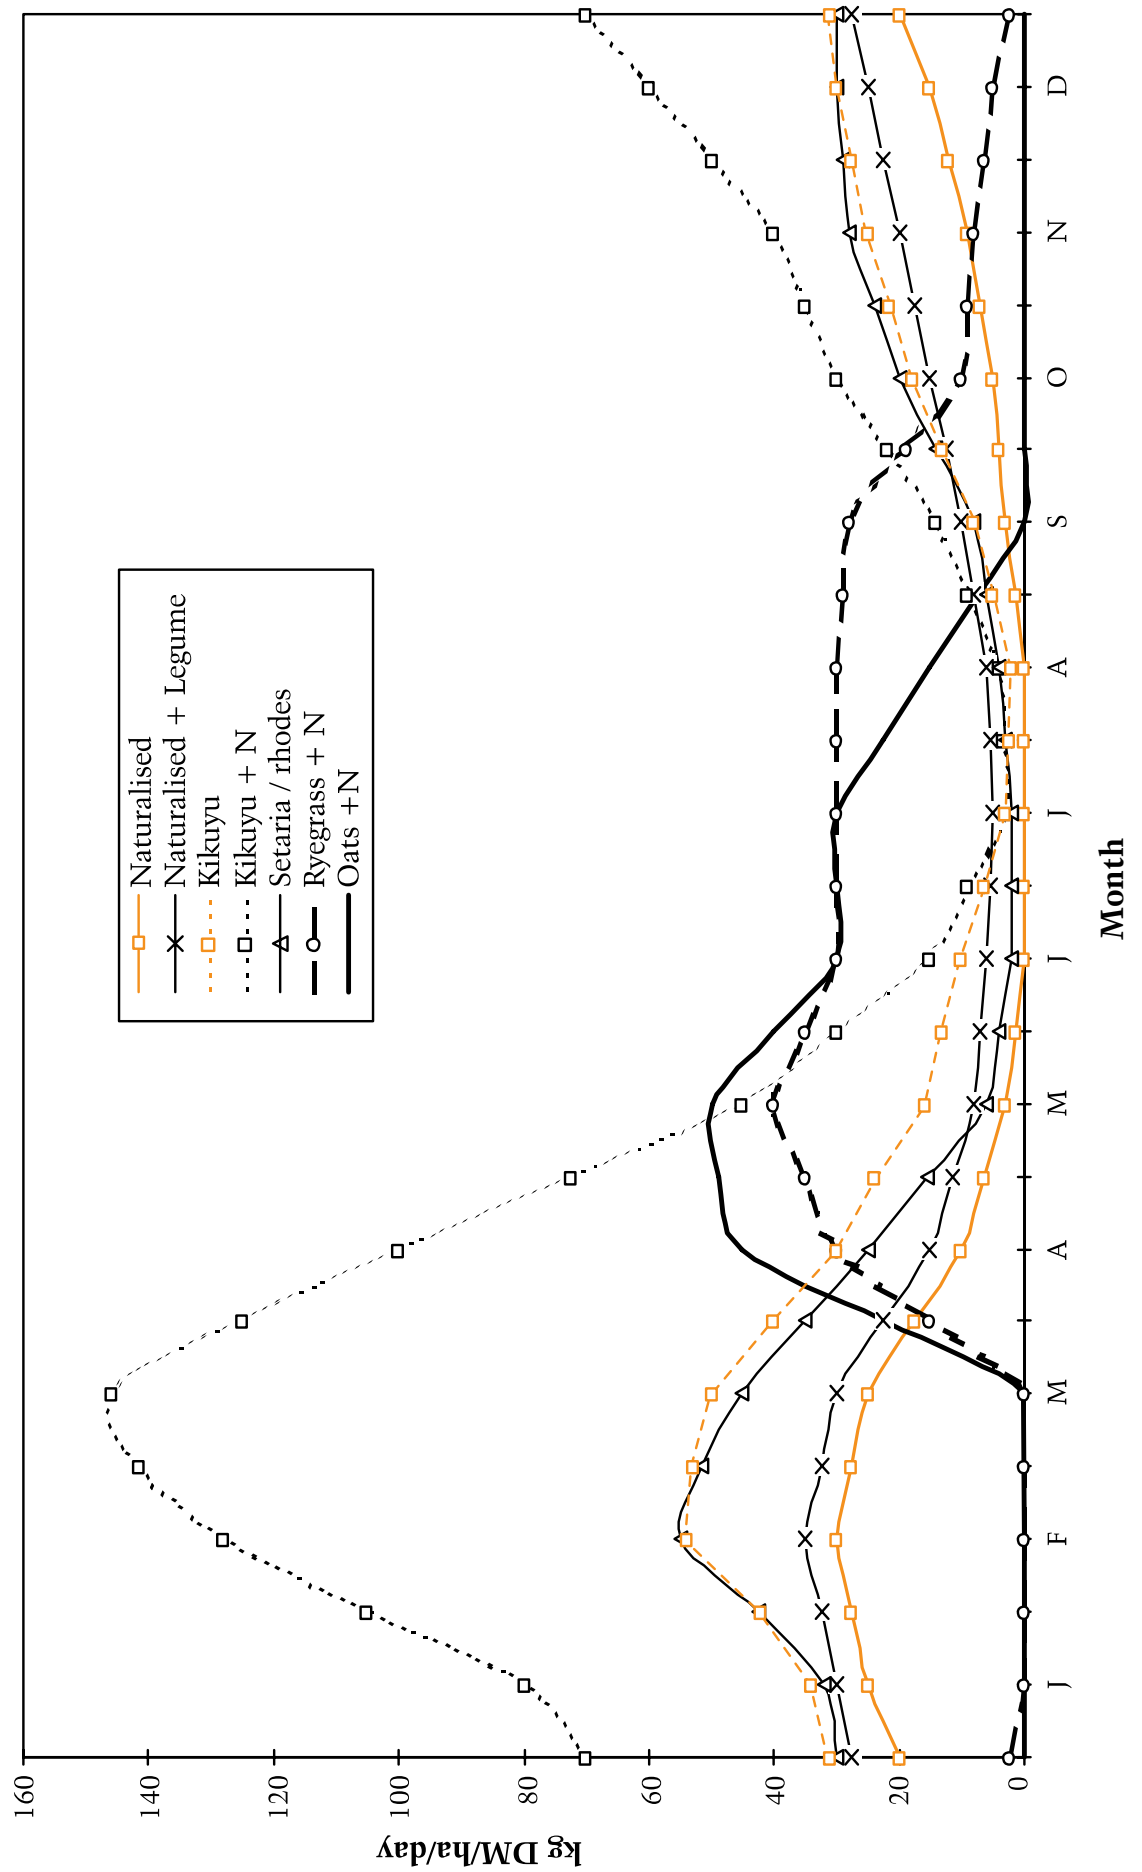 160
140
120
100
80
60
40
20
0
kg DM/ha/day
Naturalised
Naturalised + Legume
Kikuyu
Kikuyu + N
Setaria / rhodes
Ryegrass + N
Oats +N
J F M A M J J A S O N D
Month